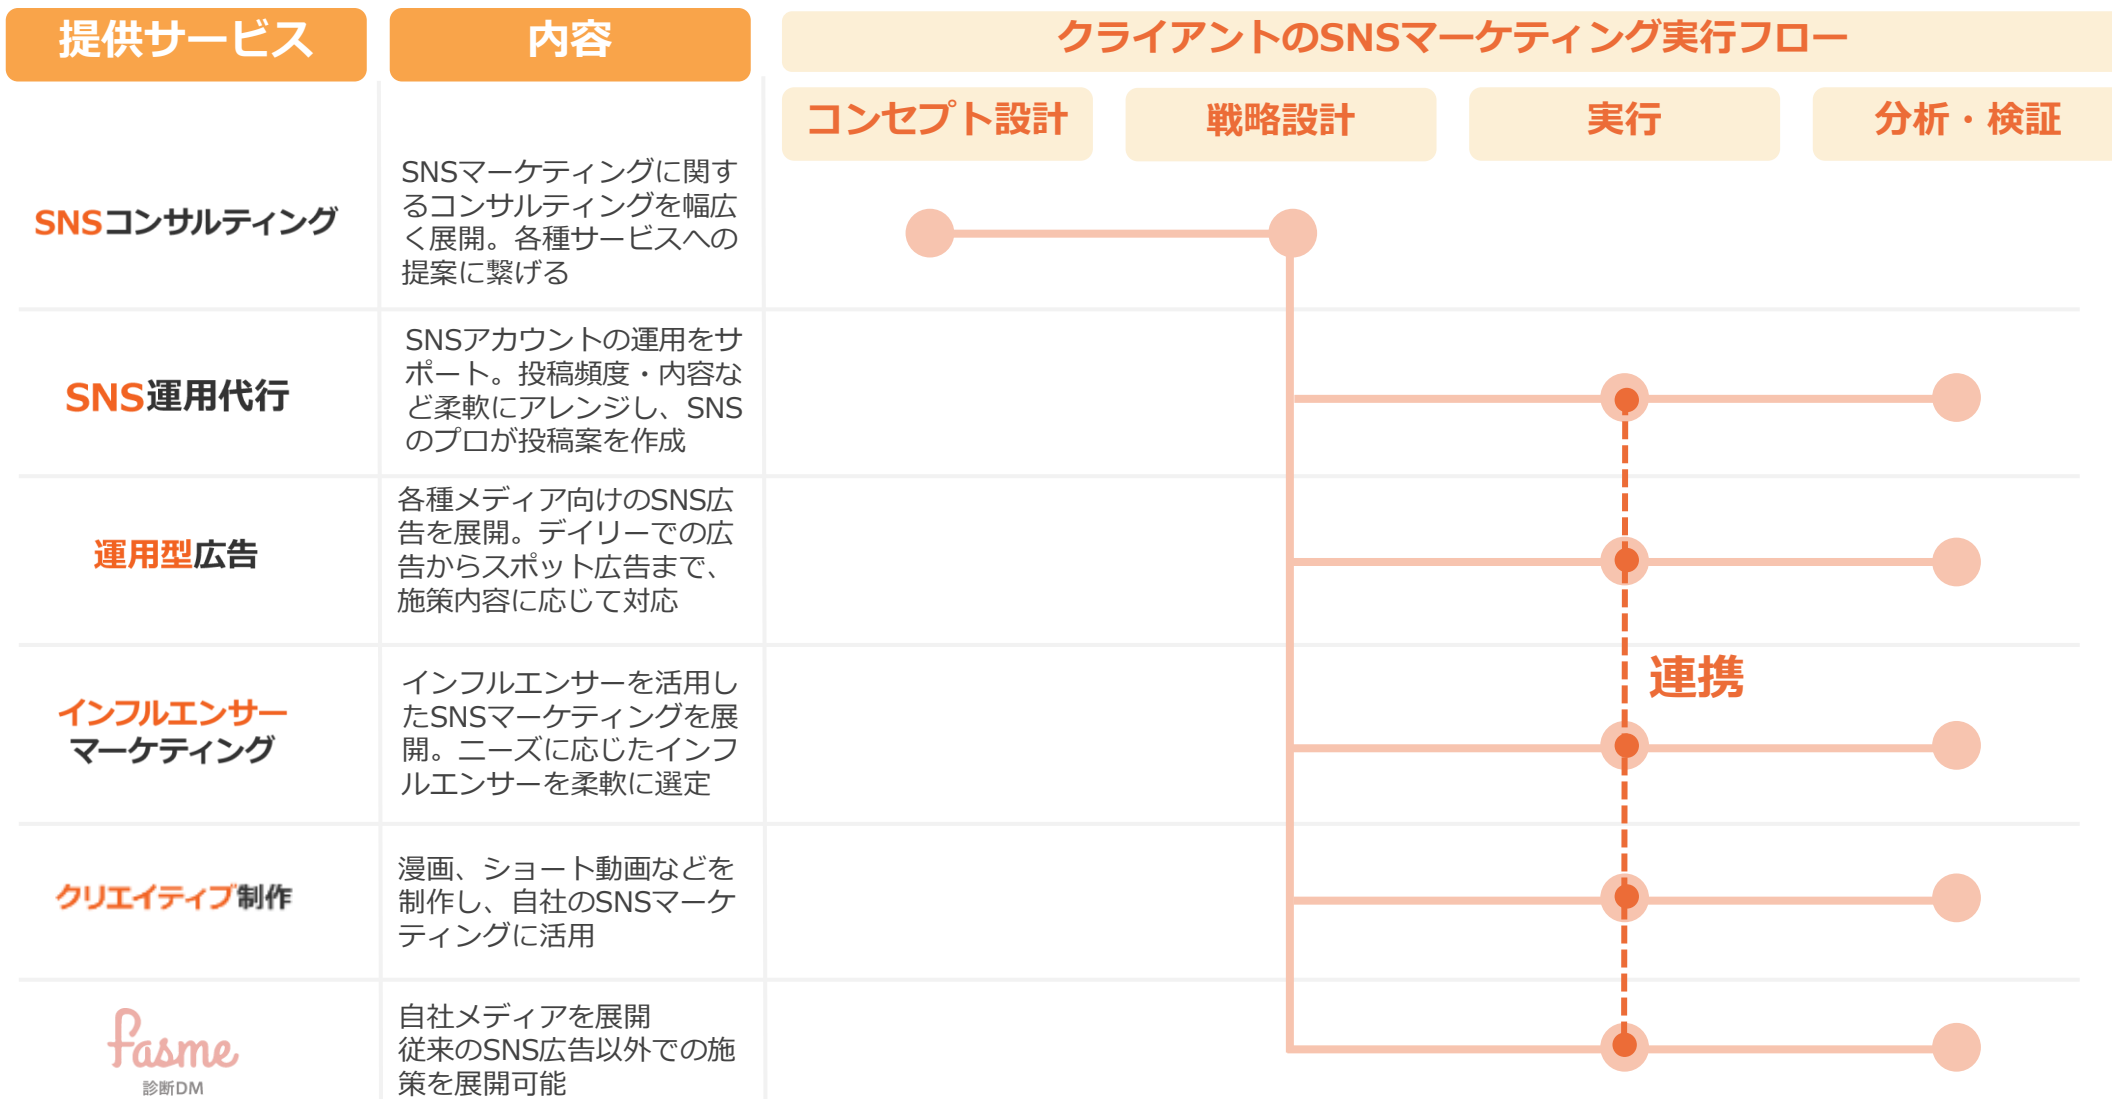 提供サービス
内容
クライアントのSNSマーケティング実行フロー
コンセプト設計
戦略設計
実行
分析・検証
SNSコンサルティング
SNSマーケティングに関す
るコンサルティングを幅広
く展開。各種サービスへの
提案に繋げる
SNS運用代行
SNSアカウントの運用をサ
ポート。投稿頻度・内容な
ど柔軟にアレンジし、SNS
のプロが投稿案を作成
運用型広告
各種メディア向けのSNS広
告を展開。デイリーでの広
告からスポット広告まで、
施策内容に応じて対応
インフルエンサー
マーケティング
インフルエンサーを活用し
たSNSマーケティングを展
開。ニーズに応じたインフ
ルエンサーを柔軟に選定
連携
クリエイティブ制作
漫画、ショート動画などを
制作し、自社のSNSマーケ
ティングに活用
fasme
診断DM
自社メディアを展開
従来のSNS広告以外での施
策を展開可能